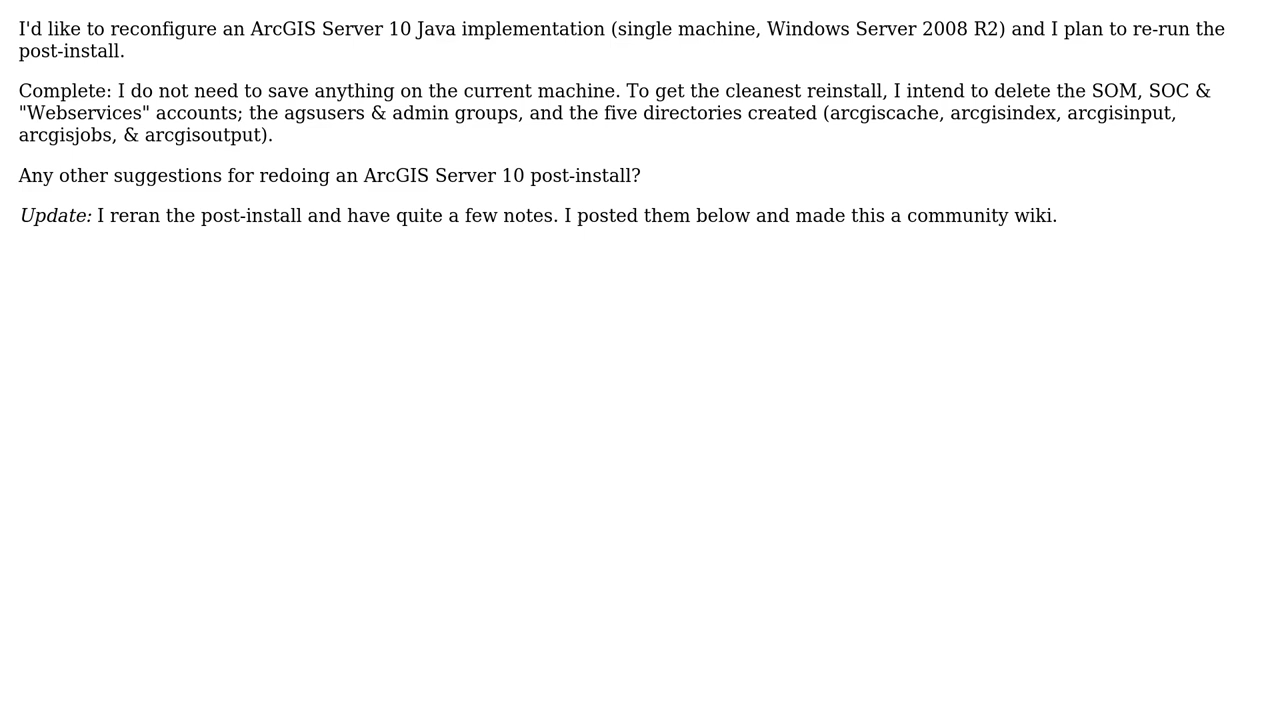 I'd like to reconfigure an ArcGIS Server 10 Java implementation (single machine, Windows Server 2008 R2) and I plan to re-run the
post-install.
Complete: I do not need to save anything on the current machine. To get the cleanest reinstall, I intend to delete the SOM, SOC &
"Webservices" accounts; the agsusers & admin groups, and the five directories created (arcgiscache, arcgisindex, arcgisinput,
arcgisjobs, & arcgisoutput).
Any other suggestions for redoing an ArcGIS Server 10 post-install?
Update: I reran the post-install and have quite a few notes. I posted them below and made this a community wiki.